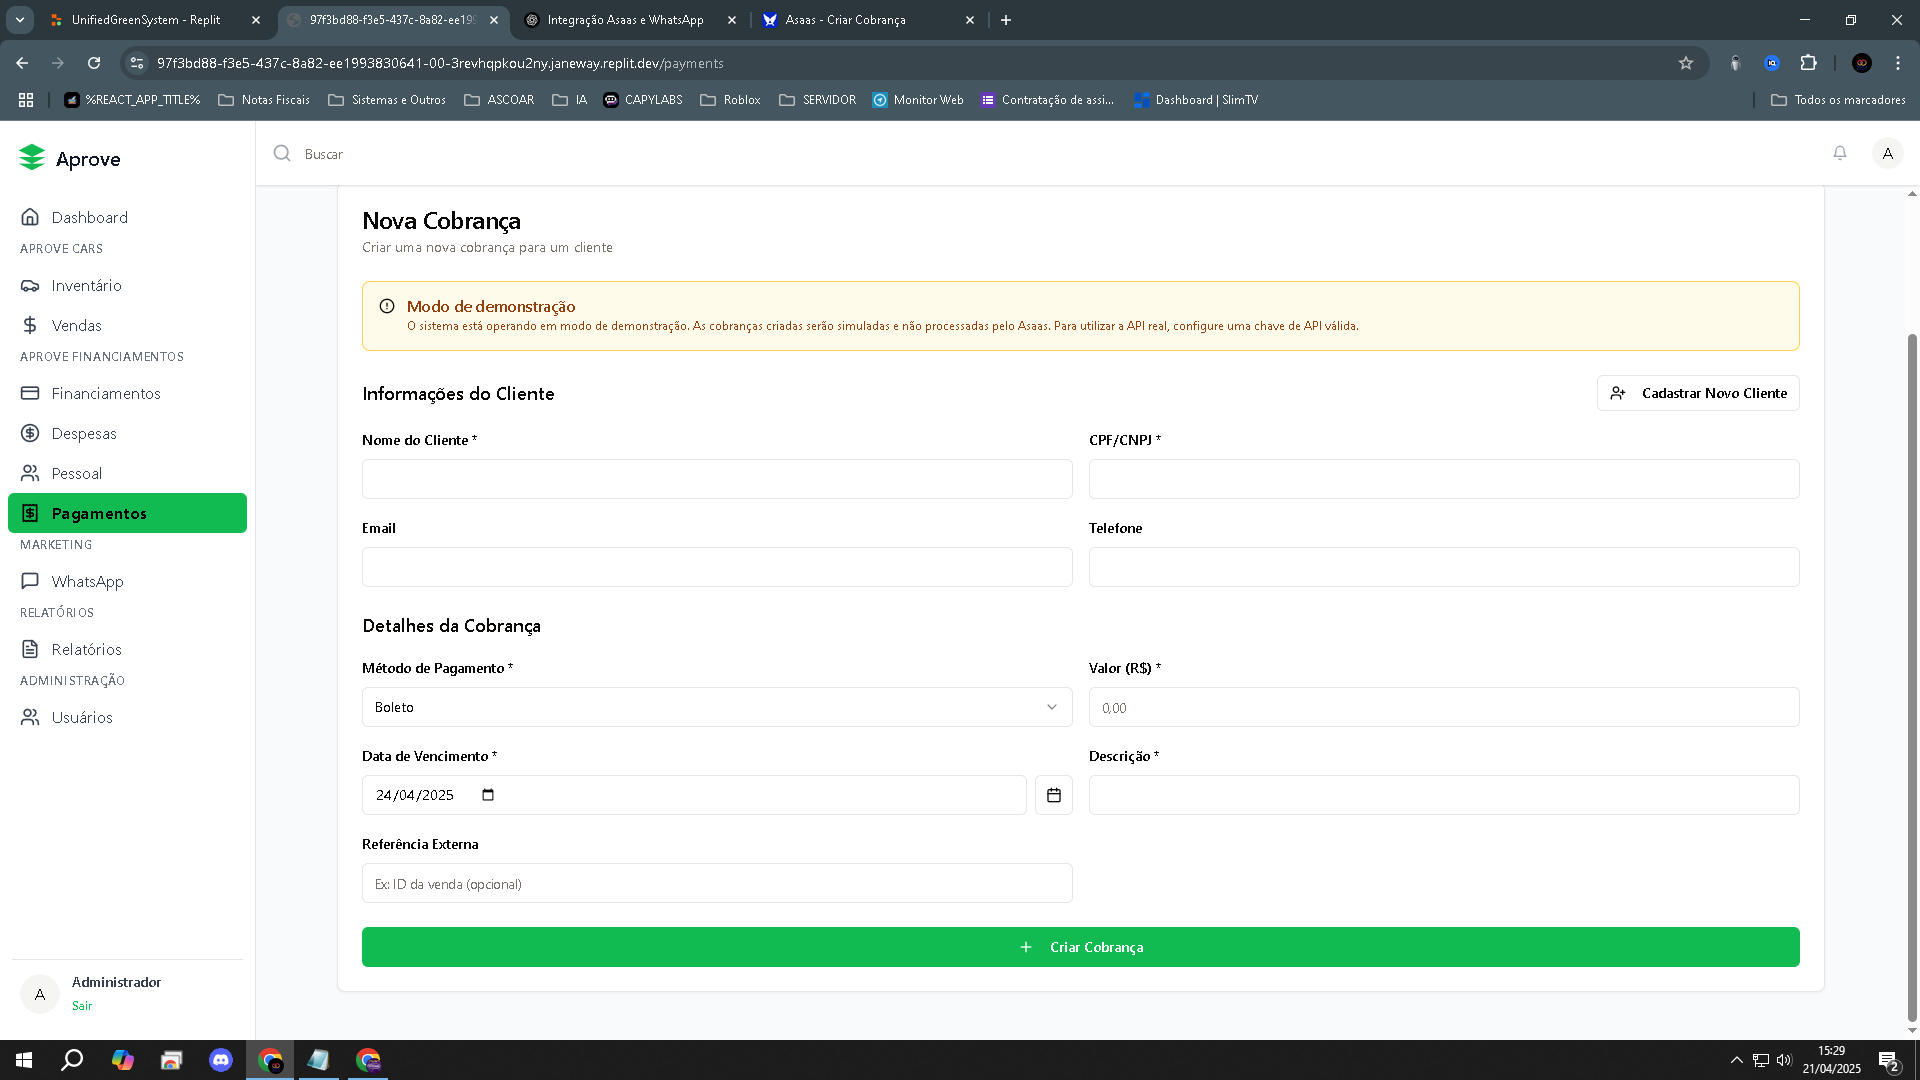 UnifiedGreenSystem - Replit
97f3bd88-f3e5-437c-8a82-ee19
Integração Asaas e WhatsApp
Asaas - Criar Cobrança
97f3bd88-f3e5-437c-8a82-ee1993830641-00-3revhqpkou2ny.janeway.replit.dev/payments
%REACT_APP_TITLE%
Notas Fiscais
Sistemas e Outros
ASCOAR
IA
CAPYLABS
Roblox
SERVIDOR
Monitor Web
Contratação de assi...
Dashboard | SlimTV
Todos os marcadores
Aprove
Buscar
A
Dashboard
APROVE CARS
Inventário
Vendas
APROVE FINANCIAMENTOS
Financiamentos
Despesas
Pessoal
Pagamentos
MARKETING
WhatsApp
RELATÓRIOS
Relatórios
ADMINISTRAÇÃO
Usuários
A
Administrador
Sair
Nova Cobrança
Criar uma nova cobrança para um cliente
Modo de demonstração
O sistema está operando em modo de demonstração. As cobranças criadas serão simuladas e não processadas pelo Asaas. Para utilizar a API real, configure uma chave de API válida.
Informações do Cliente
Cadastrar Novo Cliente
Nome do Cliente *
CPF/CNPJ *
Email
Telefone
Detalhes da Cobrança
Método de Pagamento *
Valor (R$) *
Boleto
0,00
Data de Vencimento *
Descrição *
24/04/2025
Referência Externa
Ex: ID da venda (opcional)
Criar Cobrança
15:29
21/04/2025
2